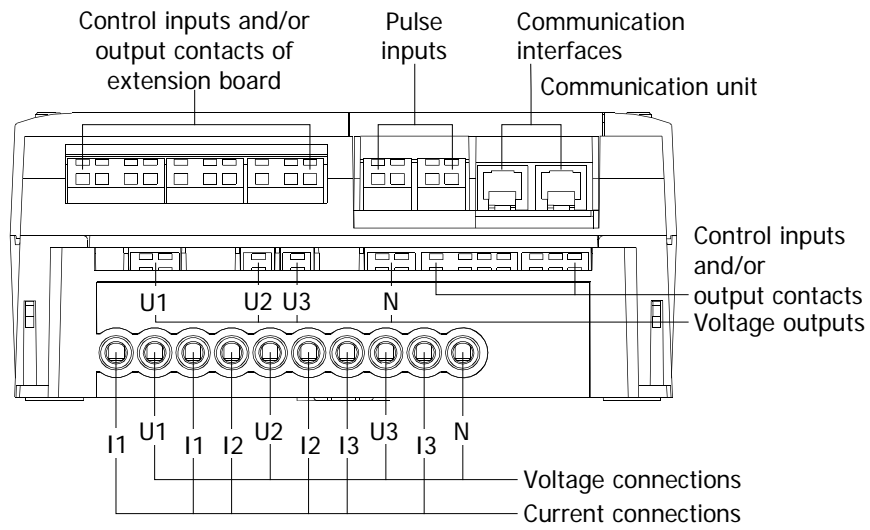 Control inputs and/or
output contacts of
extension board
Pulse
inputs
Communication
interfaces
Communication unit
Control inputs
and/or
output contacts
U1 U2 U3 N
Voltage outputs
I1 U1 I1 I2 U2 I2 I3 U3 I3 N
Voltage connections
Current connections